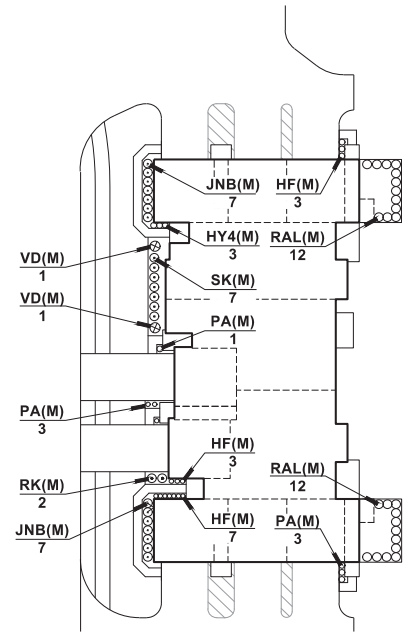 JNB(M)
7
HF(M)
3
HY4(M)
3
RAL(M)
12
VD(M)
1
SK(M)
7
VD(M)
1
PA(M)
1
PA(M)
3
HF(M)
3
RAL(M)
12
RK(M)
2
JNB(M)
7
HF(M)
7
PA(M)
3